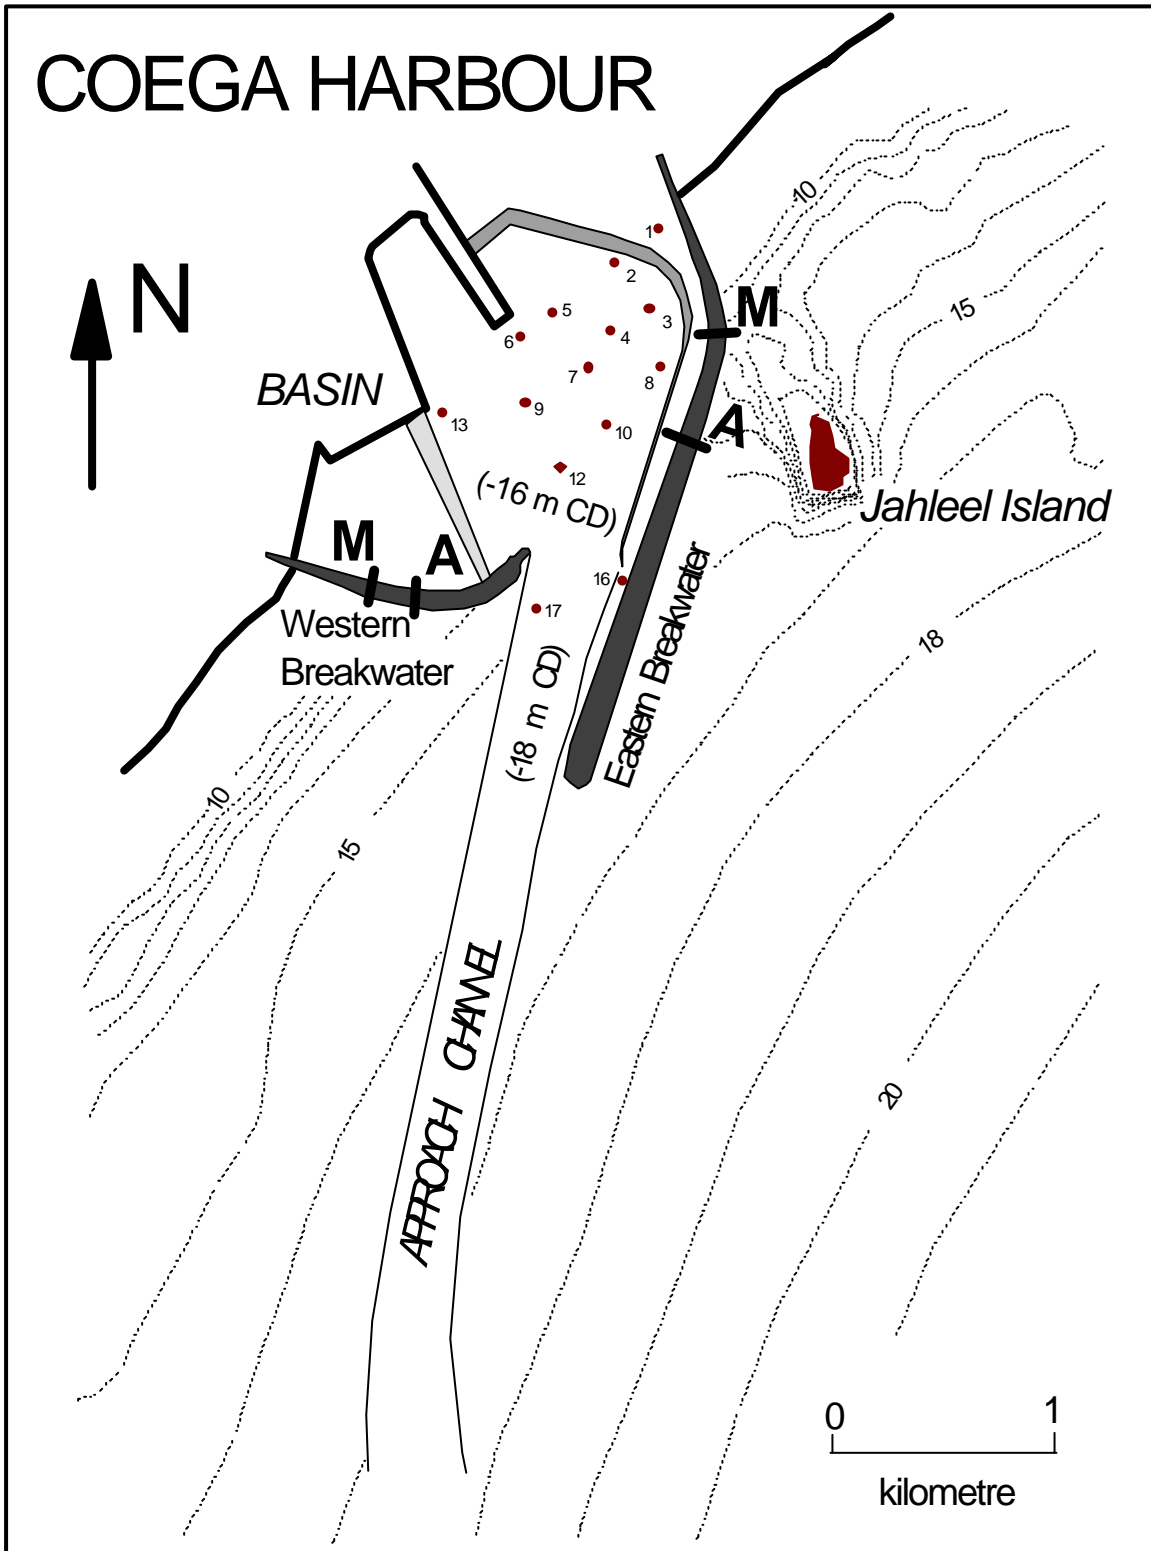 COEGA HARBOUR
10
1
2
N
M
15
5
3
4
6
7
8
BASIN
9
A
13
10
12
(-16 m CD)
Jahleel Island
M
A
16
17
Western
Breakwater
18
Eastern Breakwater
(-18 m CD)
10
15
APPROACH CHANNEL
20
0
1
kilometre